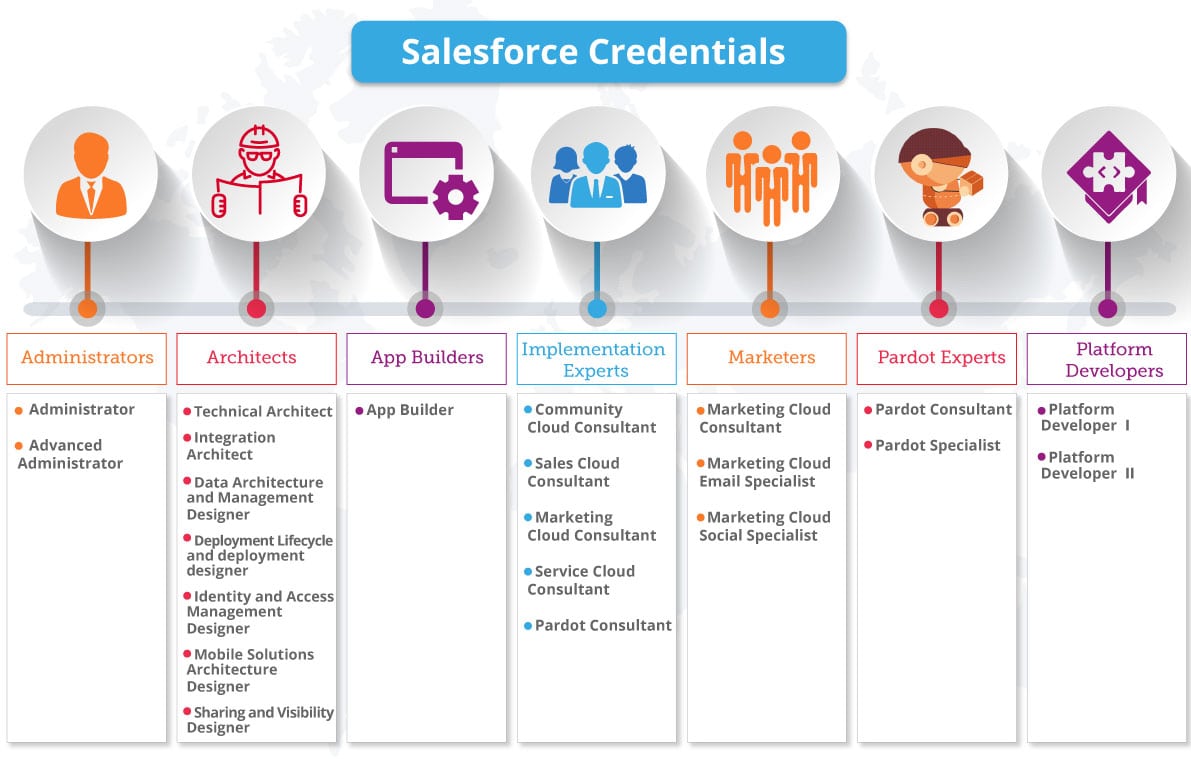 Salesforce Credentials
Administrators
Architects
App Builders
Implementation
Experts
Marketers
Pardot Experts
Platform
Developers
Administrator
Advanced
Administrator
Technical Architect
Integration
Architect
Data Architecture
and Management
Designer
Deployment Lifecycle
and deployment
designer
Identity and Access
Management
Designer
Mobile Solutions
Architecture
Designer
Sharing and Visibility
Designer
App Builder
Community
Cloud Consultant
Sales Cloud
Consultant
Marketing
Cloud Consultant
Service Cloud
Consultant
Pardot Consultant
Marketing Cloud
Consultant
Marketing Cloud
Email Specialist
Marketing Cloud
Social Specialist
Pardot Consultant
Pardot Specialist
Platform
Developer I
Platform
Developer II